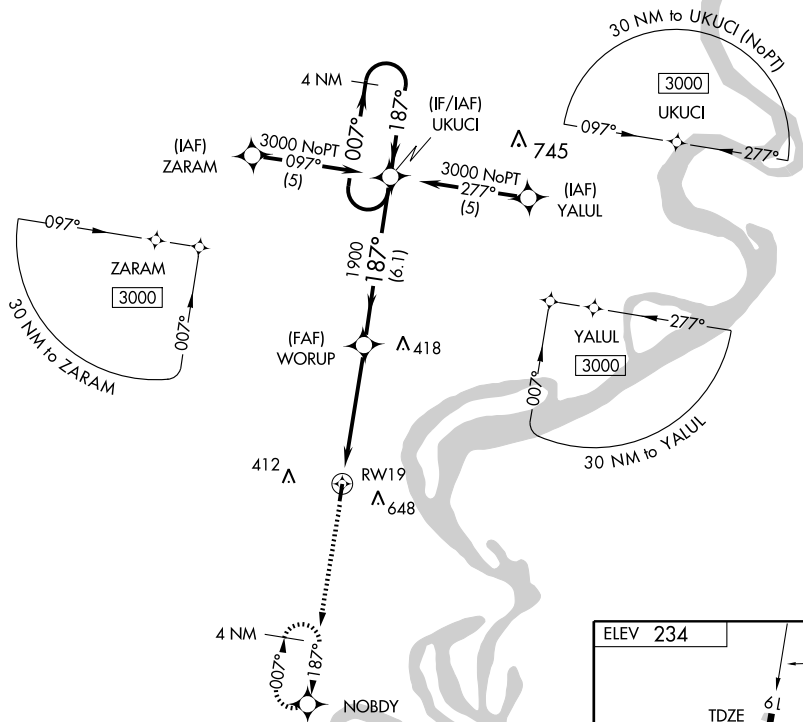 30 NM to UKUCI (NoPT)
3000
UKUCI
097°
277°
4 NM
007°
187°
(IF/IAF)
UKUCI
745
(IAF)
ZARAM
3000 NoPT
097°
(5)
3000 NoPT
277°
(5)
(IAF)
YALUL
097°
ZARAM
3000
007°
30 NM to ZARAM
1900
187°
(6.1)
277°
YALUL
3000
007°
30 NM to YALUL
(FAF)
WORUP
418
412
RW19
648
4 NM
007°
187°
NOBDY
ELEV 234
19
TDZE